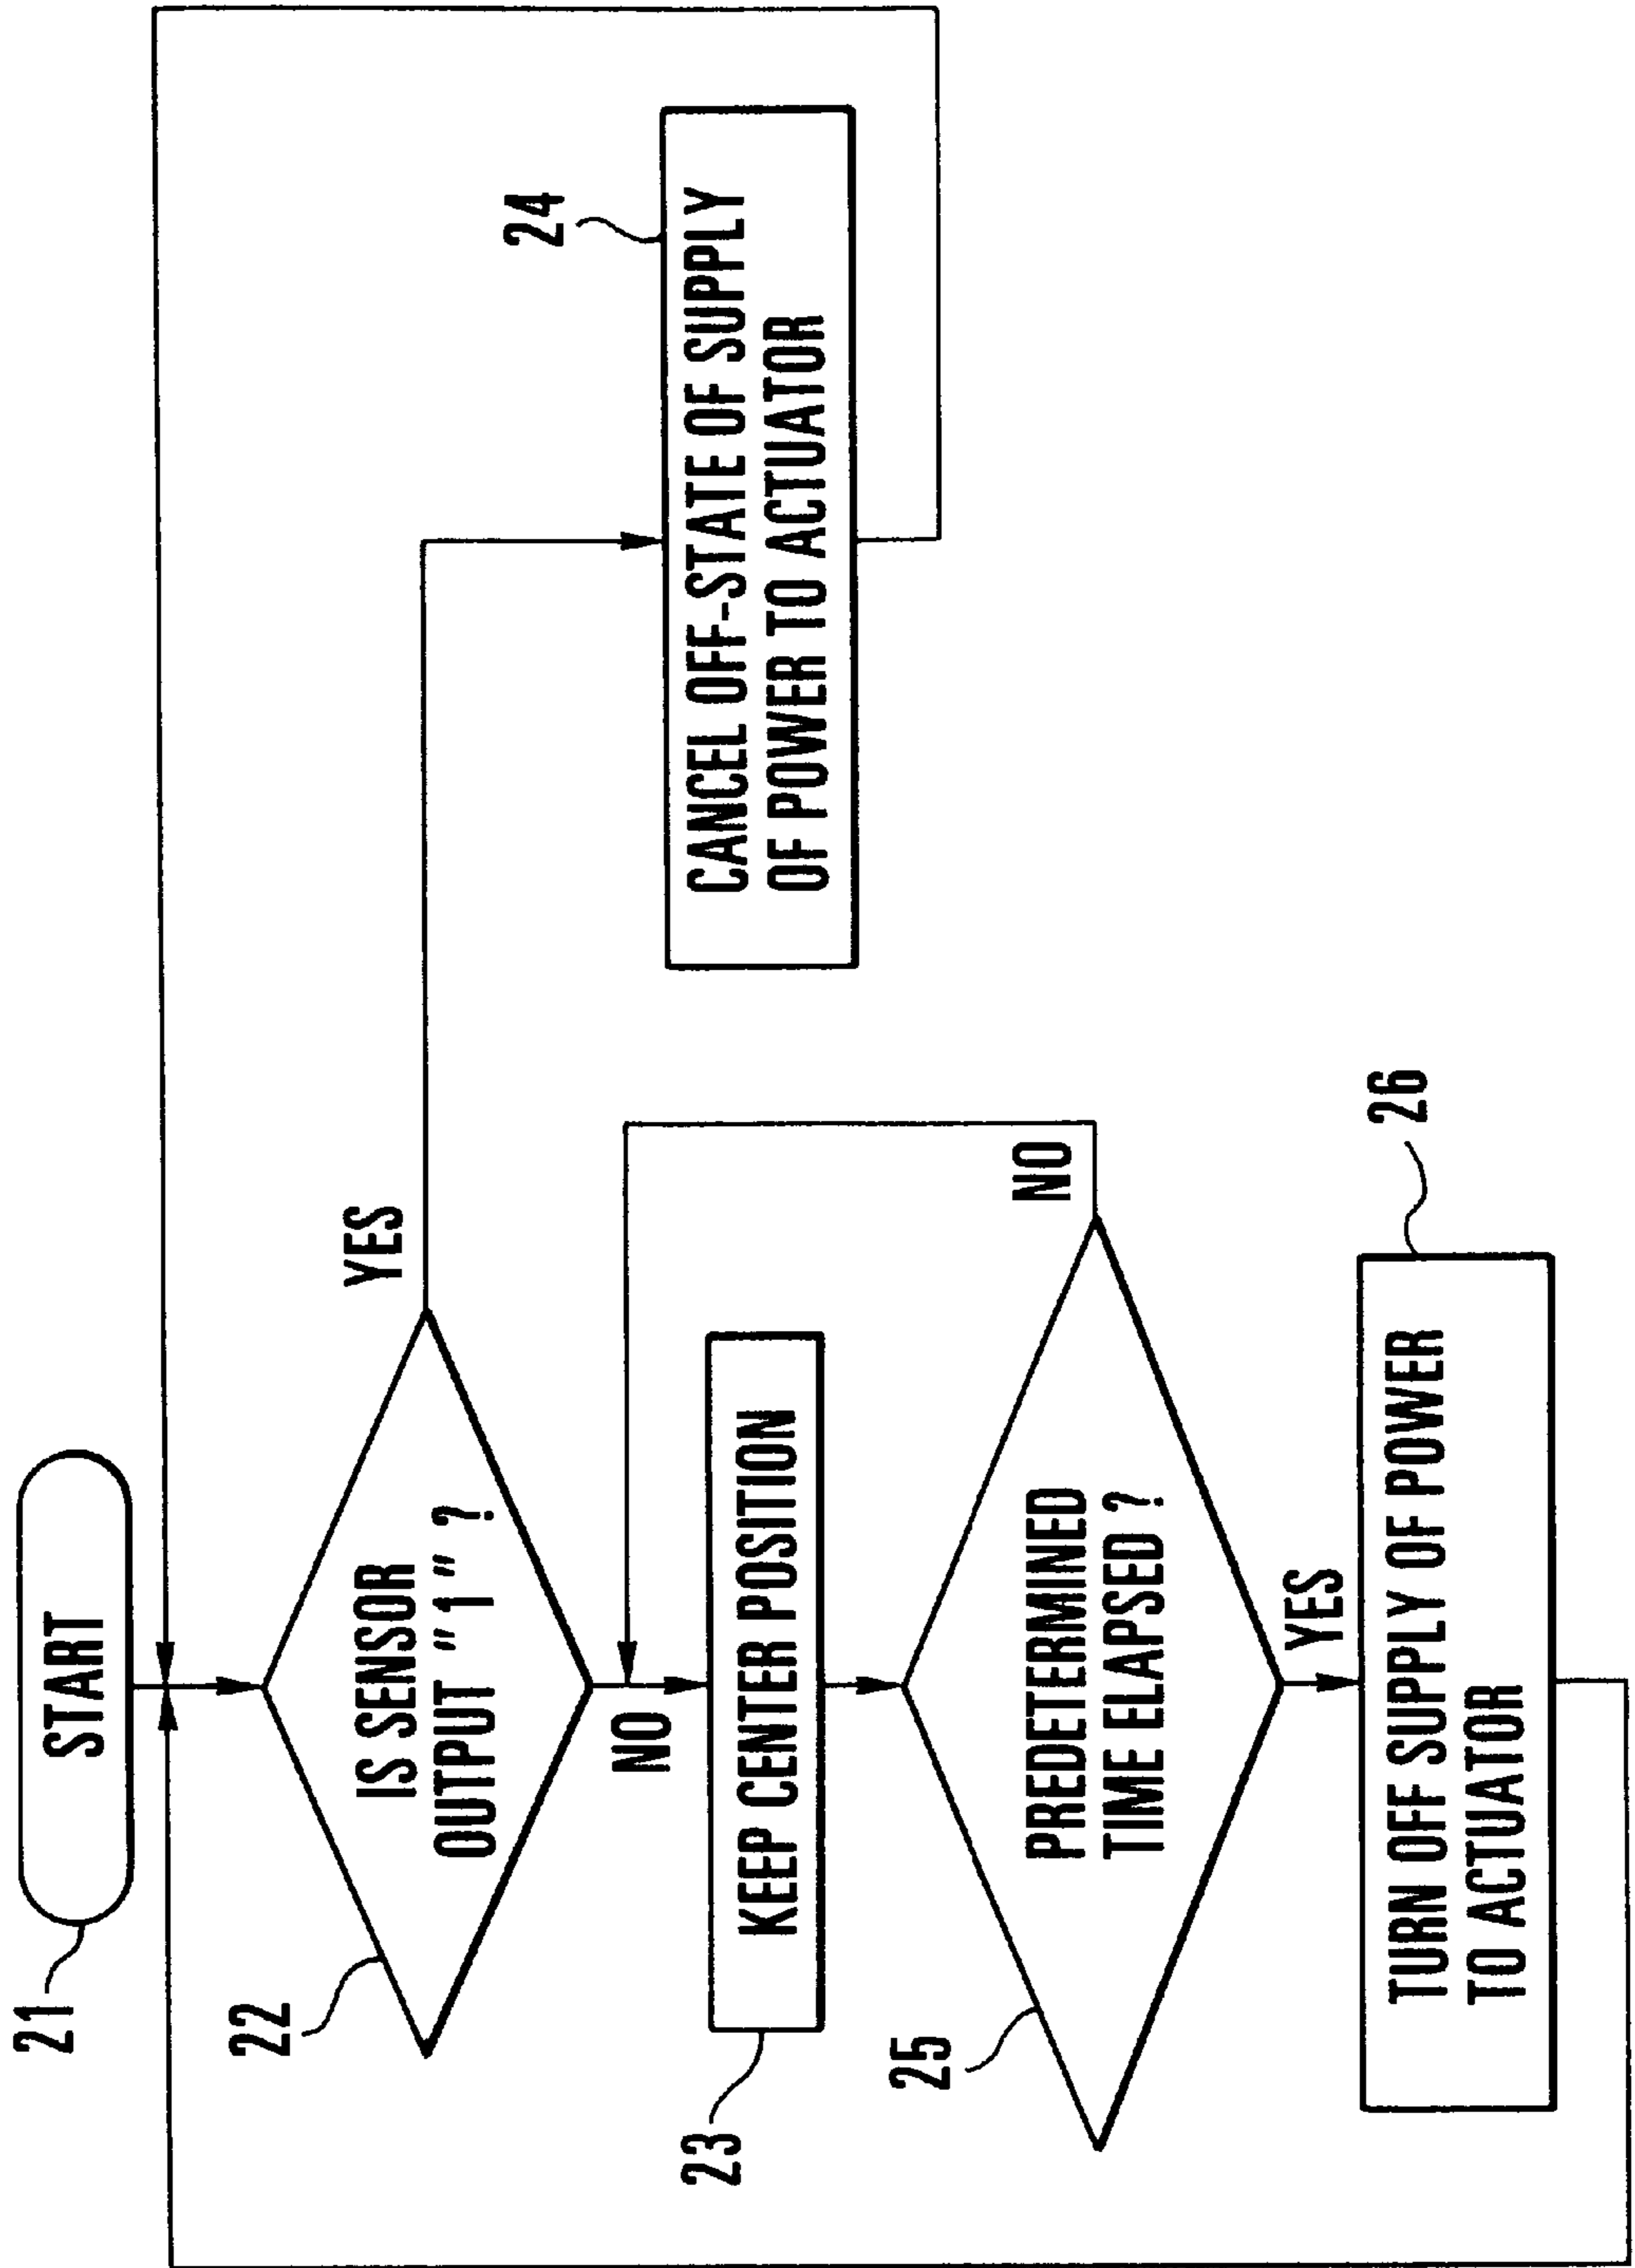 21
START
22
IS SENSOR
OUTPUT "1" ?
YES
NO
24
CANCEL OFF-STATE OF SUPPLY
OF POWER TO ACTUATOR
23
KEEP CENTER POSITION
25
PREDETERMINED
TIME ELAPSED ?
NO
YES
26
TURN OFF SUPPLY OF POWER
TO ACTUATOR